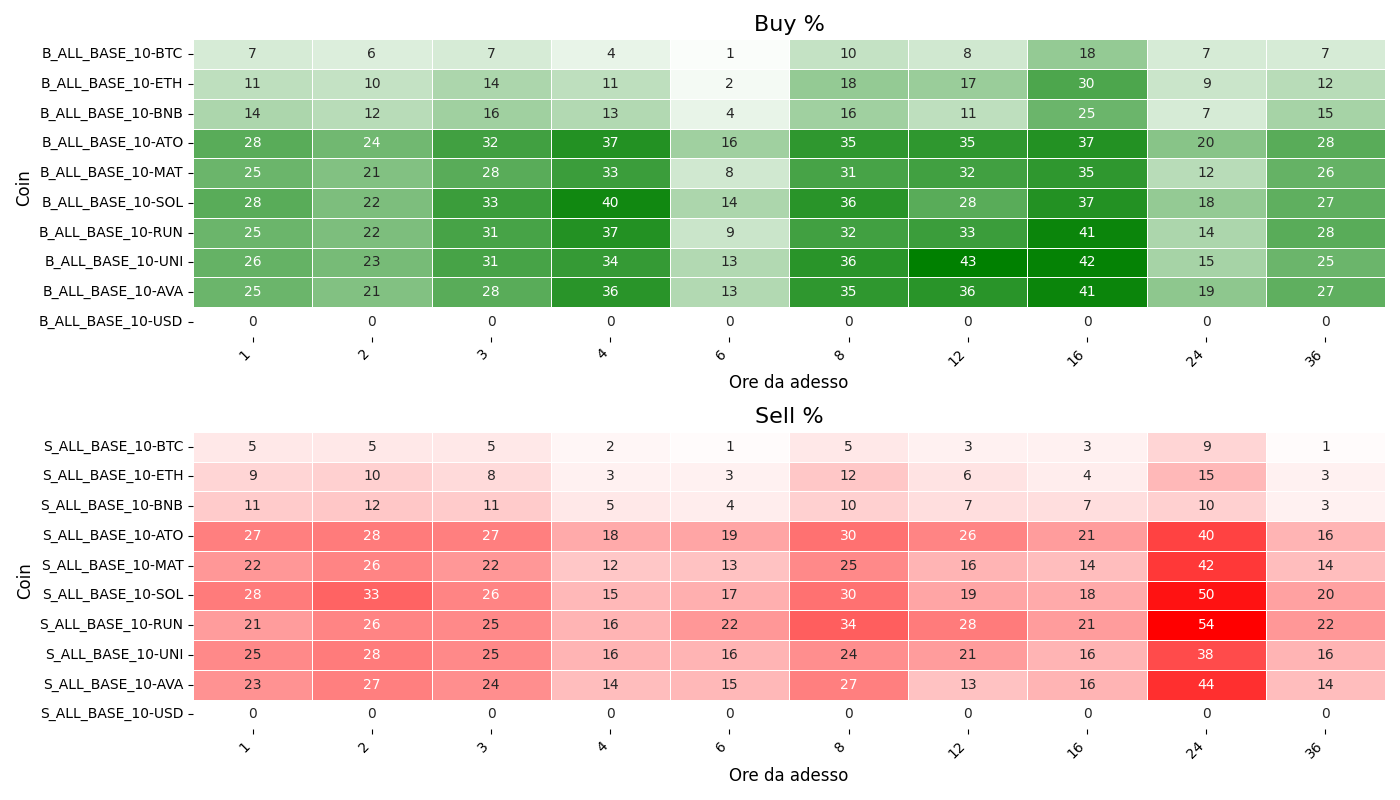 Buy %
Coin
B_ALL_BASE_10-BTC 7 6 7 4 1 10 8 18 7 7
B_ALL_BASE_10-ETH 11 10 14 11 2 18 17 30 9 12
B_ALL_BASE_10-BNB 14 12 16 13 4 16 11 25 7 15
B_ALL_BASE_10-ATO 28 24 32 37 16 35 35 37 20 28
B_ALL_BASE_10-MAT 25 21 28 33 8 31 32 35 12 26
B_ALL_BASE_10-SOL 28 22 33 40 14 36 28 37 18 27
B_ALL_BASE_10-RUN 25 22 31 37 9 32 33 41 14 28
B_ALL_BASE_10-UNI 26 23 31 34 13 36 43 42 15 25
B_ALL_BASE_10-AVA 25 21 28 36 13 35 36 41 19 27
B_ALL_BASE_10-USD 0 0 0 0 0 0 0 0 0 0
1 2 3 4 6 8 12 16 24 36
Ore da adesso
Sell %
Coin
S_ALL_BASE_10-BTC 5 5 5 2 1 5 3 3 9 1
S_ALL_BASE_10-ETH 9 10 8 3 3 12 6 4 15 3
S_ALL_BASE_10-BNB 11 12 11 5 4 10 7 7 10 3
S_ALL_BASE_10-ATO 27 28 27 18 19 30 26 21 40 16
S_ALL_BASE_10-MAT 22 26 22 12 13 25 16 14 42 14
S_ALL_BASE_10-SOL 28 33 26 15 17 30 19 18 50 20
S_ALL_BASE_10-RUN 21 26 25 16 22 34 28 21 54 22
S_ALL_BASE_10-UNI 25 28 25 16 16 24 21 16 38 16
S_ALL_BASE_10-AVA 23 27 24 14 15 27 13 16 44 14
S_ALL_BASE_10-USD 0 0 0 0 0 0 0 0 0 0
1 2 3 4 6 8 12 16 24 36
Ore da adesso